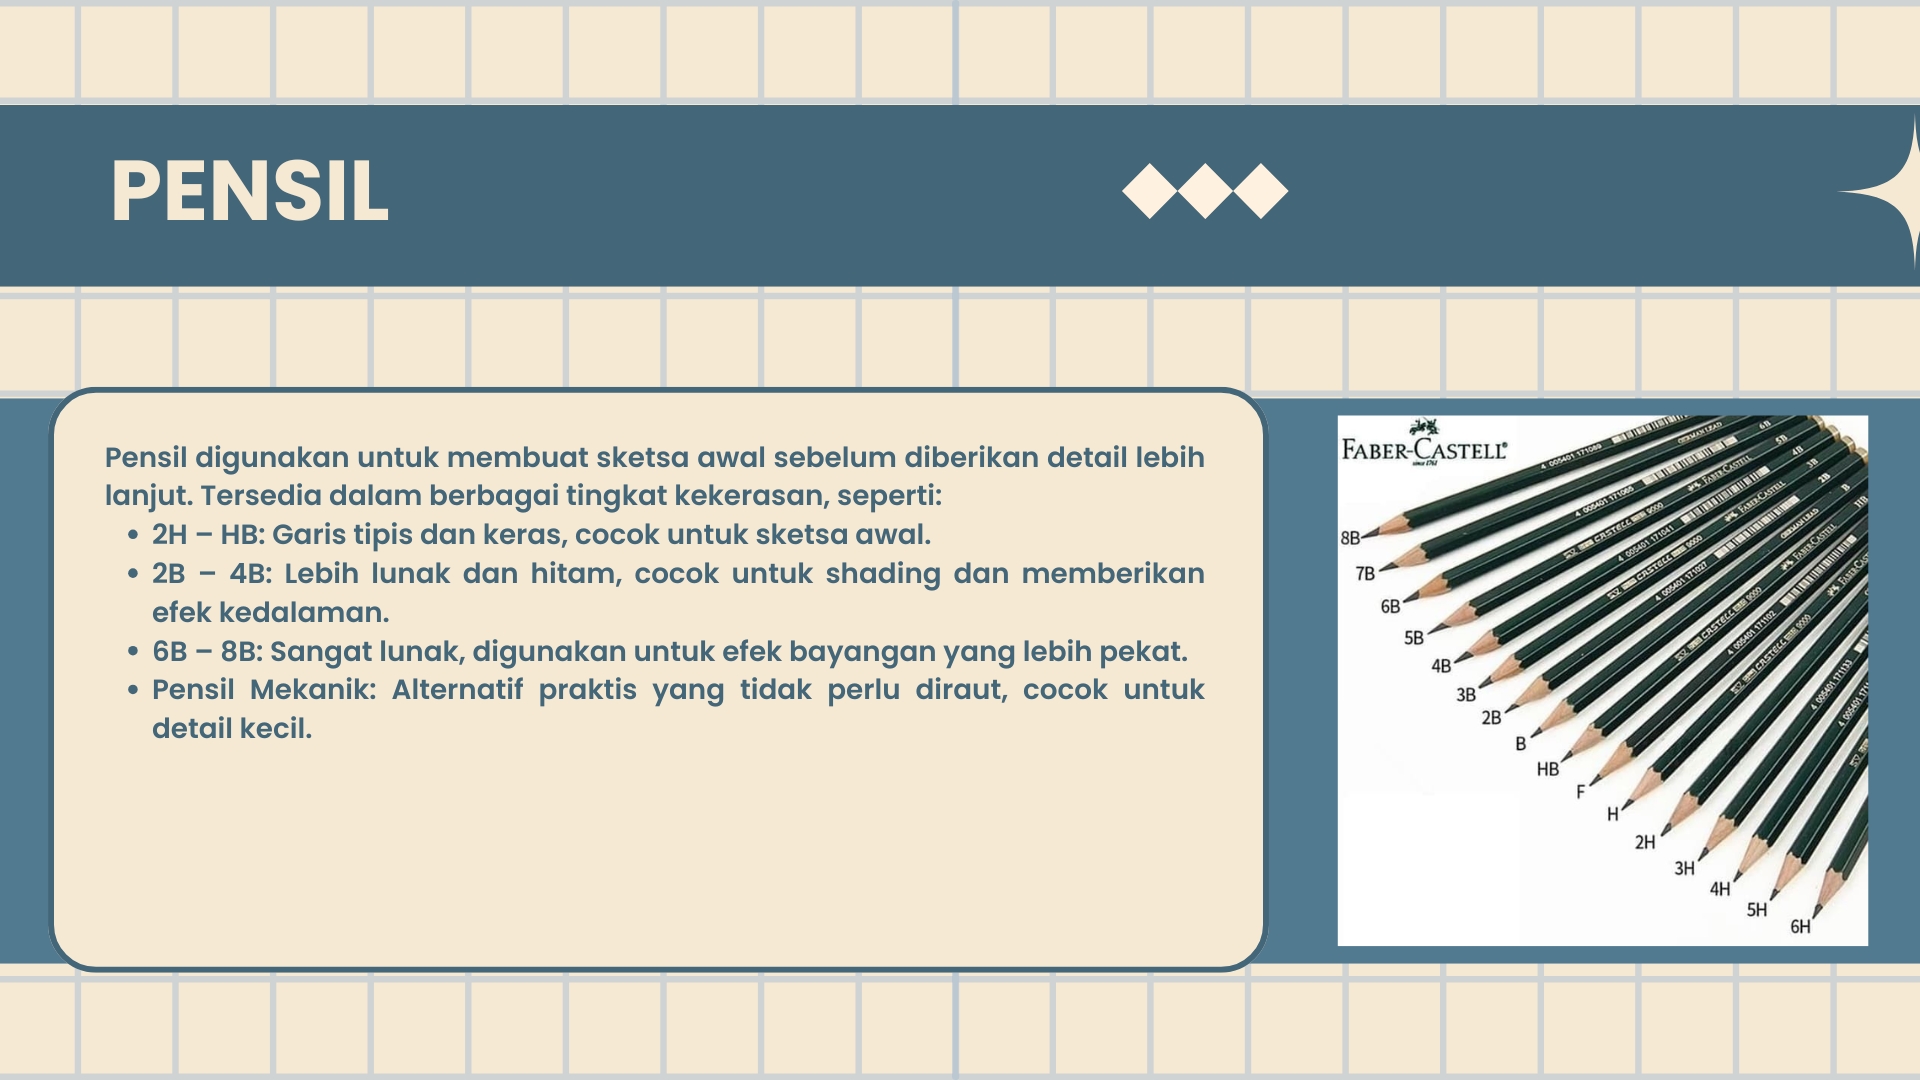 PENSIL
Pensil digunakan untuk membuat sketsa awal sebelum diberikan detail lebih
lanjut. Tersedia dalam berbagai tingkat kekerasan, seperti:
• 2H – HB: Garis tipis dan keras, cocok untuk sketsa awal.
• 2B – 4B: Lebih lunak dan hitam, cocok untuk shading dan memberikan
efek kedalaman.
• 6B – 8B: Sangat lunak, digunakan untuk efek bayangan yang lebih pekat.
• Pensil Mekanik: Alternatif praktis yang tidak perlu diraut, cocok untuk
detail kecil.
FABER-CASTELL
since 1761
8B
7B
6B
5B
4B
3B
2B
B
HB
F
H
2H
3H
4H
5H
6H